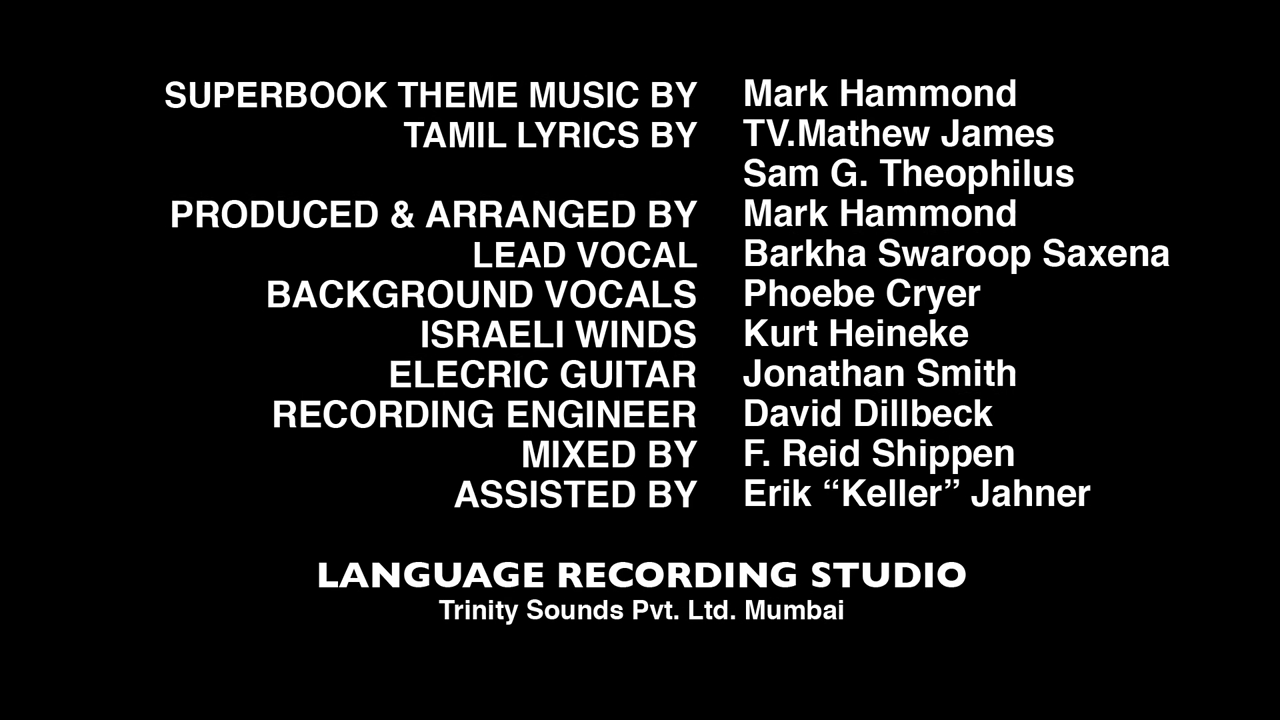 SUPERBOOK THEME MUSIC BY Mark Hammond
TAMIL LYRICS BY TV.Mathew James
Sam G. Theophilus
PRODUCED & ARRANGED BY Mark Hammond
LEAD VOCAL Barkha Swaroop Saxena
BACKGROUND VOCALS Phoebe Cryer
ISRAELI WINDS Kurt Heineke
ELECRIC GUITAR Jonathan Smith
RECORDING ENGINEER David Dillbeck
MIXED BY F. Reid Shippen
ASSISTED BY Erik “Keller” Jahner
LANGUAGE RECORDING STUDIO
Trinity Sounds Pvt. Ltd. Mumbai